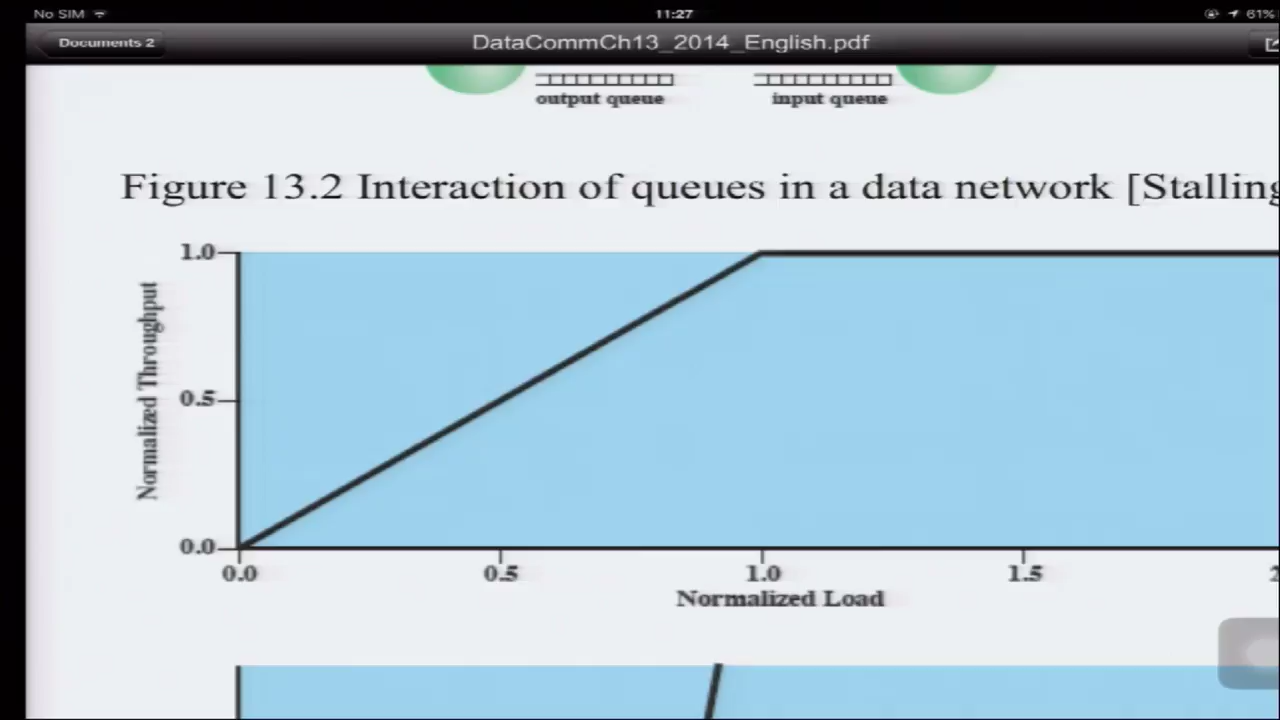 No SIM 11:27 61%
Documents 2 DataCommCh13_2014_English.pdf
output queue input queue
Figure 13.2 Interaction of queues in a data network [Stalling
1.0
Normalized Throughput
0.5
0.0
0.0 0.5 1.0 1.5
Normalized Load